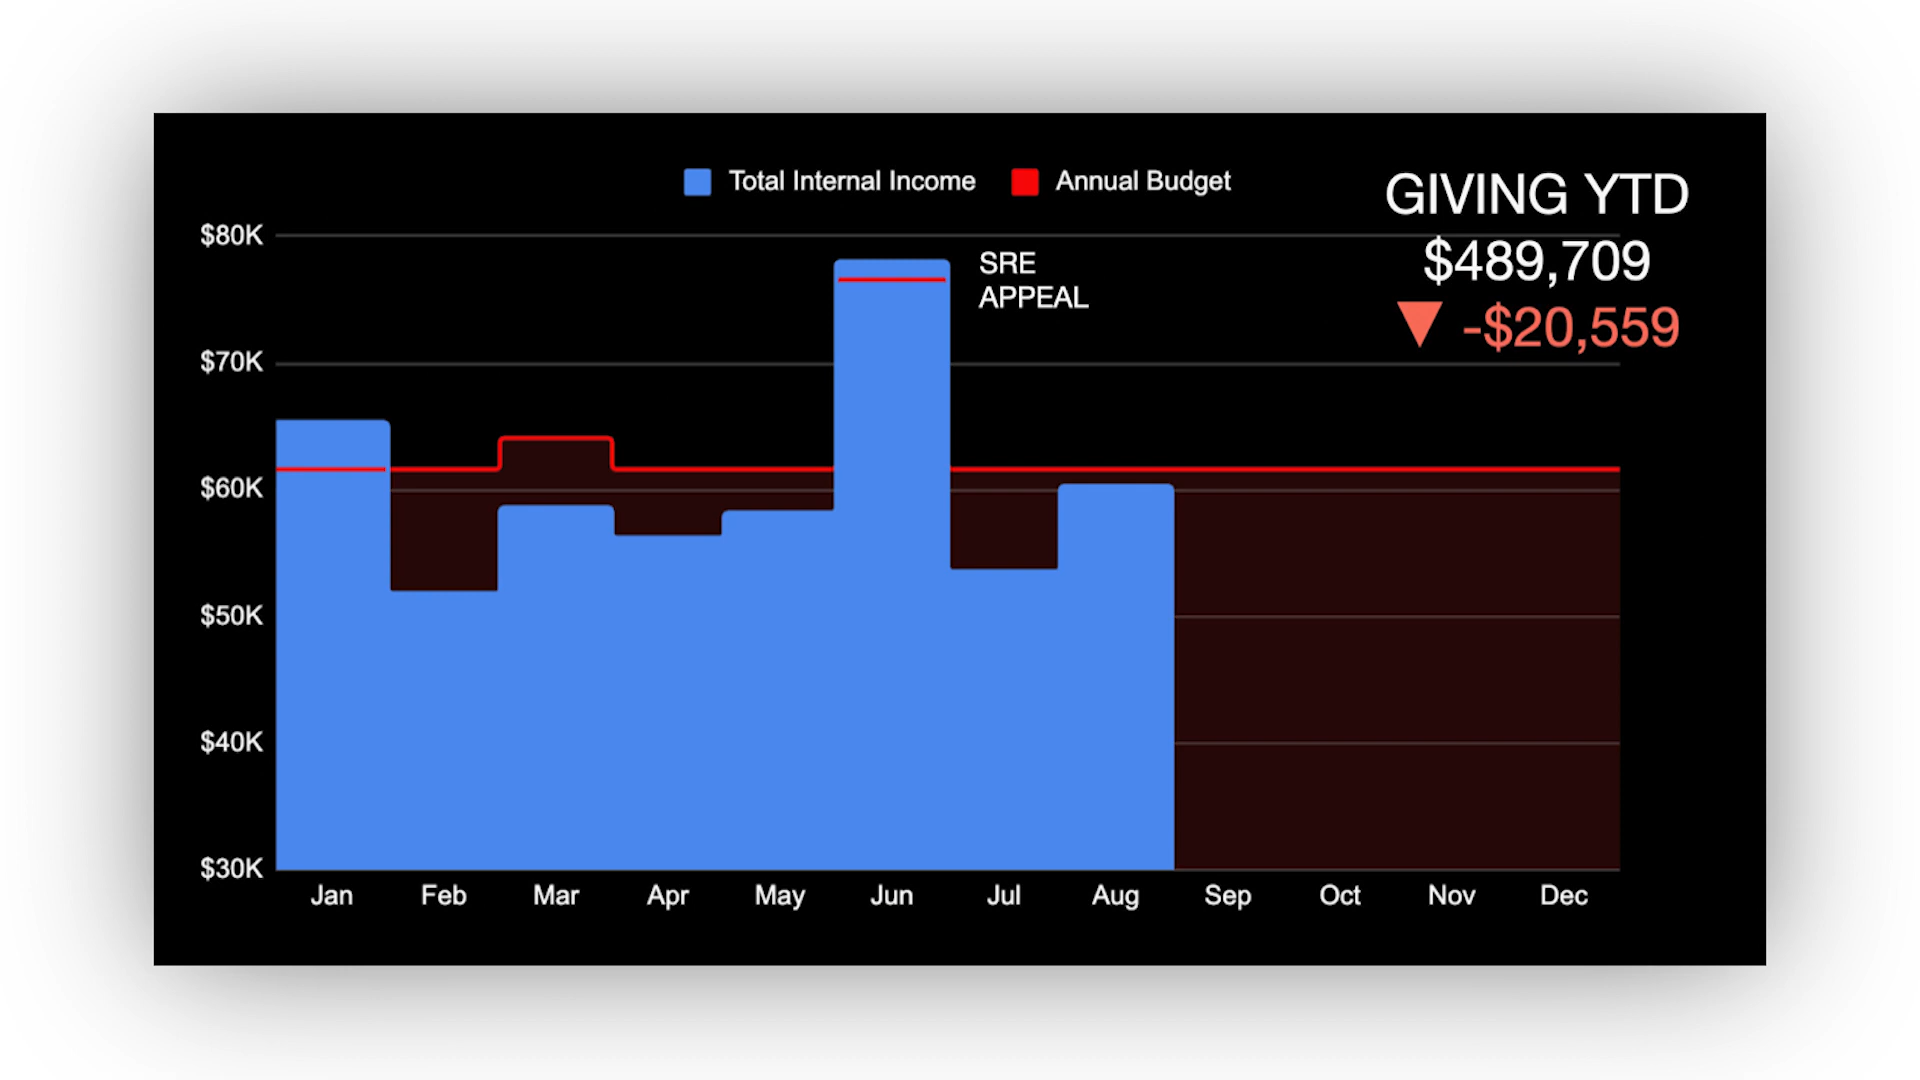 Total Internal Income
Annual Budget
GIVING YTD
$489,709
▼ -$20,559
SRE
APPEAL
$80K
$70K
$60K
$50K
$40K
$30K
Jan Feb Mar Apr May Jun Jul Aug Sep Oct Nov Dec